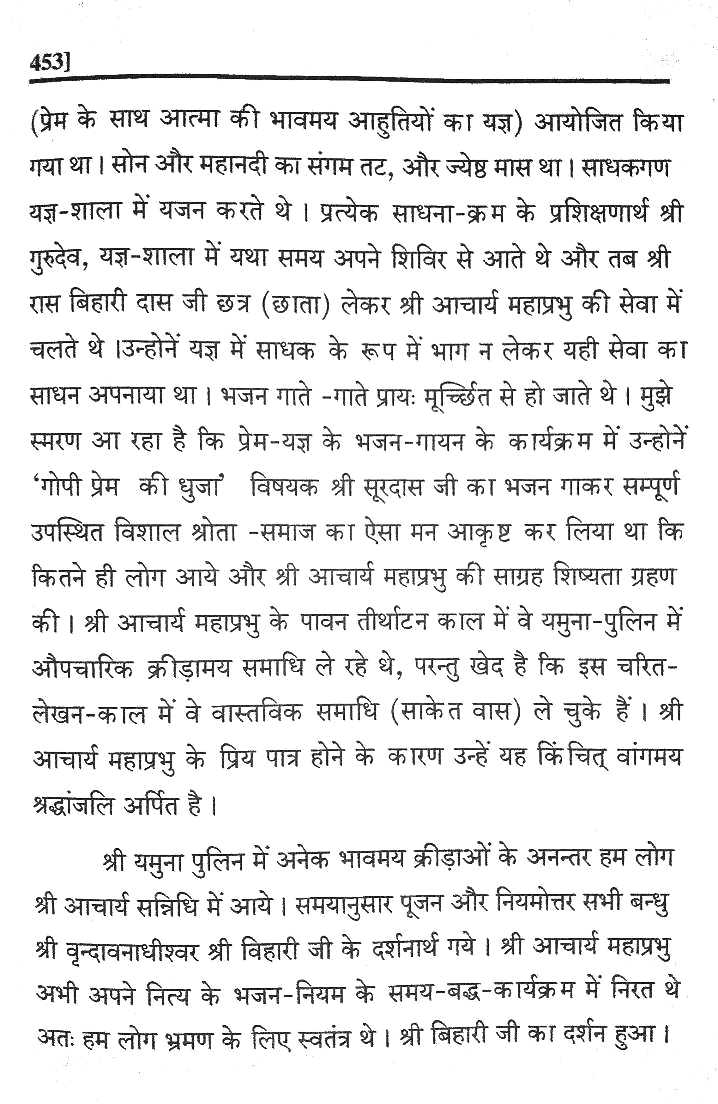 453]
(प्रेम के साथ आत्मा की भावमय आहुतियों का यज्ञ) आयोजित किया
गया था । सोन और महानदी का संगम तट, और ज्येष्ठ मास था । साधकगण
यज्ञ-शाला में यजन करते थे । प्रत्येक साधना-क्रम के प्रशिक्षणार्थ श्री
गुरुदेव, यज्ञ-शाला में यथा समय अपने शिविर से आते थे और तब श्री
रास बिहारी दास जी छत्र (छाता) लेकर श्री आचार्य महाप्रभु की सेवा में
चलते थे ।उन्होनें यज्ञ में साधक के रूप में भाग न लेकर यही सेवा का
साधन अपनाया था । भजन गाते -गाते प्रायः मूर्च्छित से हो जाते थे । मुझे
स्मरण आ रहा है कि प्रेम-यज्ञ के भजन-गायन के कार्यक्रम में उन्होनें
‘गोपी प्रेम की धुजा’ विषयक श्री सूरदास जी का भजन गाकर सम्पूर्ण
उपस्थित विशाल श्रोता -समाज का ऐसा मन आकृष्ट कर लिया था कि
कितने ही लोग आये और श्री आचार्य महाप्रभु की साग्रह शिष्यता ग्रहण
की । श्री आचार्य महाप्रभु के पावन तीर्थाटन काल में वे यमुना-पुलिन में
औपचारिक क्रीड़ामय समाधि ले रहे थे, परन्तु खेद है कि इस चरित-
लेखन-काल में वे वास्तविक समाधि (साकेत वास) ले चुके हैं । श्री
आचार्य महाप्रभु के प्रिय पात्र होने के कारण उन्हें यह किंचित् वांगमय
श्रद्धांजलि अर्पित है ।
श्री यमुना पुलिन में अनेक भावमय क्रीड़ाओं के अनन्तर हम लोग
श्री आचार्य सन्निधि में आये । समयानुसार पूजन और नियमोत्तर सभी बन्धु
श्री वृन्दावनाधीश्वर श्री विहारी जी के दर्शनार्थ गये । श्री आचार्य महाप्रभु
अभी अपने नित्य के भजन-नियम के समय-बद्ध-कार्यक्रम में निरत थे
अतः हम लोग भ्रमण के लिए स्वतंत्र थे । श्री बिहारी जी का दर्शन हुआ ।